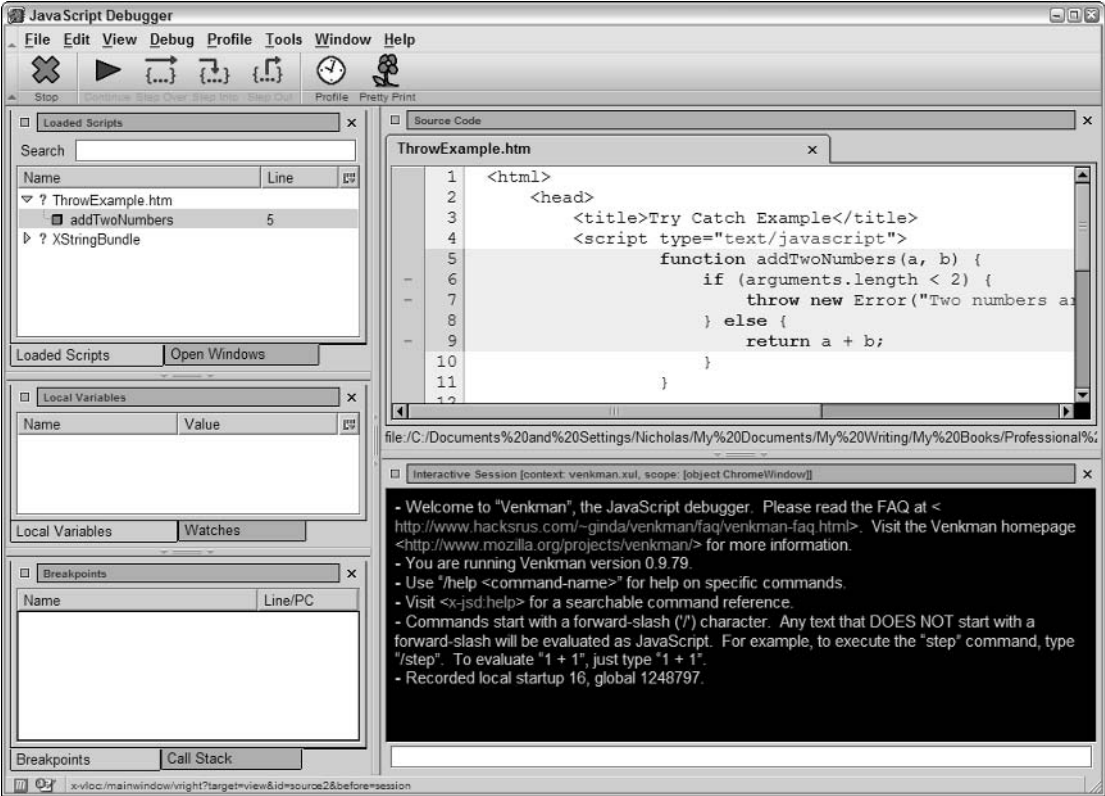 JavaScript Debugger
File Edit View Debug Profile Tools Window Help
{...} {...} {...}
Stop Continue Step Over Step Into Step Out Profile Pretty Print
Loaded Scripts
Search
Name Line
? ThrowExample.htm
addTwoNumbers 5
? XStringBundle
Loaded Scripts Open Windows
Local Variables
Name Value
Local Variables Watches
Breakpoints
Name Line/PC
Breakpoints Call Stack
Source Code
ThrowExample.htm
1 <html>
2 <head>
3 <title>Try Catch Example</title>
4 <script type="text/javascript">
5 function addTwoNumbers(a, b) {
- 6 if (arguments.length < 2) {
- 7 throw new Error("Two numbers a
8 } else {
- 9 return a + b;
10 }
11 }
12
file:/C:/Documents%20and%20Settings/Nicholas/My%20Documents/My%20Writing/My%20Books/Professional%2
Interactive Session [context: venkman.xul, scope: [object ChromeWindow]]
- Welcome to “Venkman”, the JavaScript debugger. Please read the FAQ at <
http://www.hacksrus.com/~ginda/venkman/faq/venkman-faq.html>. Visit the Venkman homepage
<http://www.mozilla.org/projects/venkman/> for more information.
- You are running Venkman version 0.9.79.
- Use “/help <command-name>” for help on specific commands.
- Visit <x-jsd:help> for a searchable command reference.
- Commands start with a forward-slash ('/') character. Any text that DOES NOT start with a
forward-slash will be evaluated as JavaScript. For example, to execute the “step” command, type
“/step”. To evaluate “1 + 1”, just type “1 + 1”.
- Recorded local startup 16, global 1248797.
x-vloc:/mainwindow/vright?target=view&id=source2&before=session